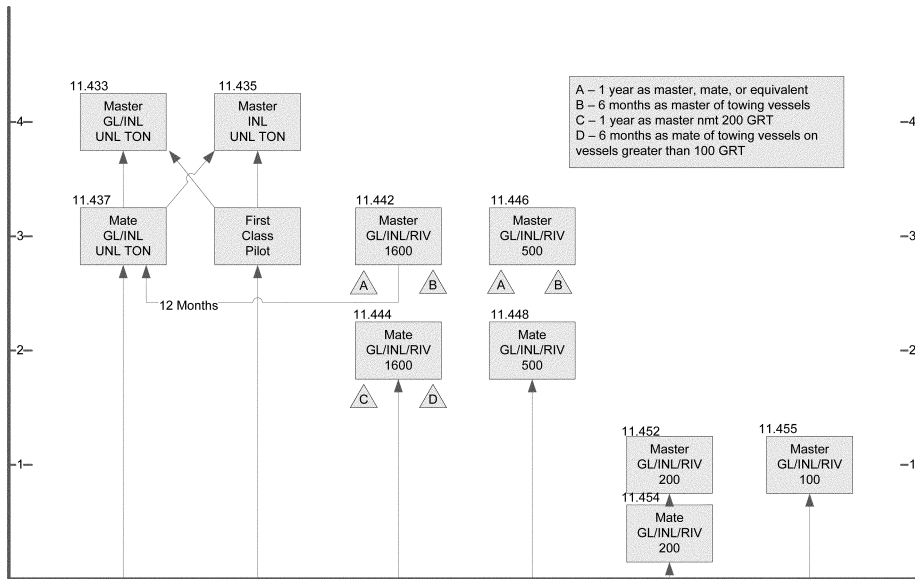 11.433
11.435
Master
GL/INL
UNL TON
Master
INL
UNL TON
A – 1 year as master, mate, or equivalent
B – 6 months as master of towing vessels
C – 1 year as master nmt 200 GRT
D – 6 months as mate of towing vessels on
vessels greater than 100 GRT
4
4
11.437
11.442
11.446
Mate
GL/INL
UNL TON
First
Class
Pilot
Master
GL/INL/RIV
1600
Master
GL/INL/RIV
500
3
3
A
B
A
B
12 Months
11.444
11.448
Mate
GL/INL/RIV
1600
Mate
GL/INL/RIV
500
2
2
C
D
11.452
11.455
Master
GL/INL/RIV
200
Master
GL/INL/RIV
100
1
1
11.454
Mate
GL/INL/RIV
200